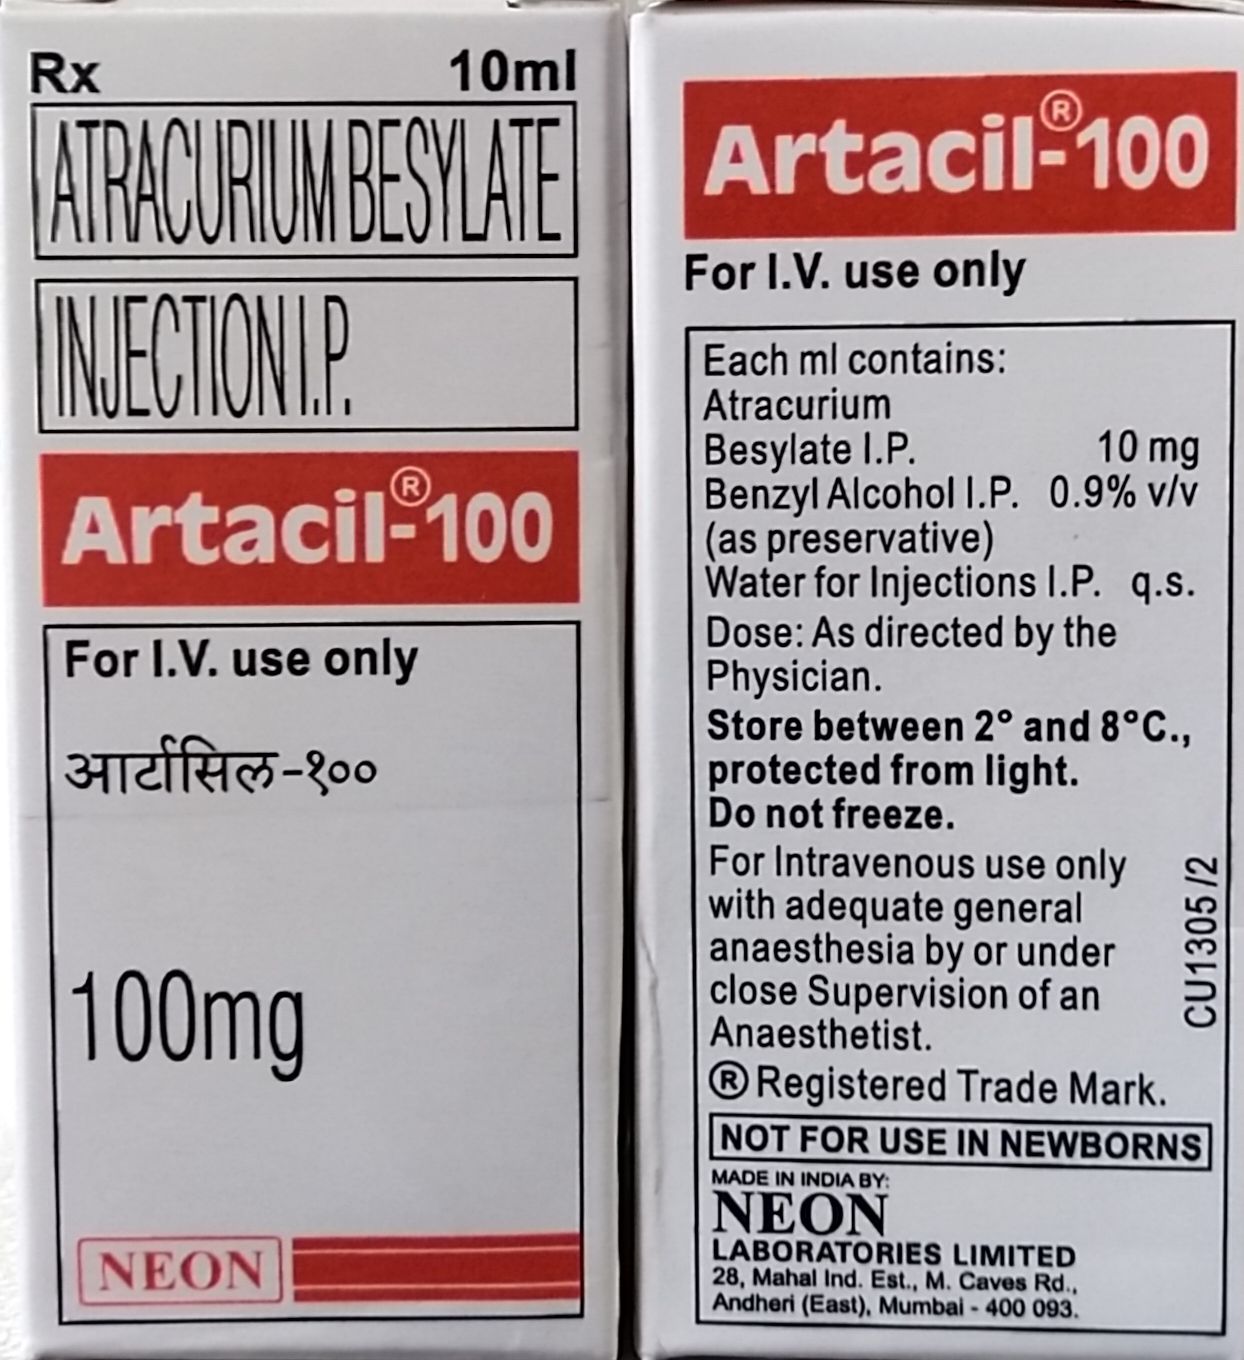 Rx 10ml
ATRACURIUM BESYLATE
INJECTION I.P.
Artacil®-100
For I.V. use only
आर्टासिल-१००
100mg
NEON
Artacil®-100
For I.V. use only
Each ml contains:
Atracurium
Besylate I.P. 10 mg
Benzyl Alcohol I.P. 0.9% v/v
(as preservative)
Water for Injections I.P. q.s.
Dose: As directed by the
Physician.
Store between 2° and 8°C.,
protected from light.
Do not freeze.
For Intravenous use only
with adequate general
anaesthesia by or under
close Supervision of an
Anaesthetist.
® Registered Trade Mark.
CU1305/2
NOT FOR USE IN NEWBORNS
MADE IN INDIA BY:
NEON
LABORATORIES LIMITED
28, Mahal Ind. Est., M. Caves Rd.,
Andheri (East), Mumbai - 400 093.